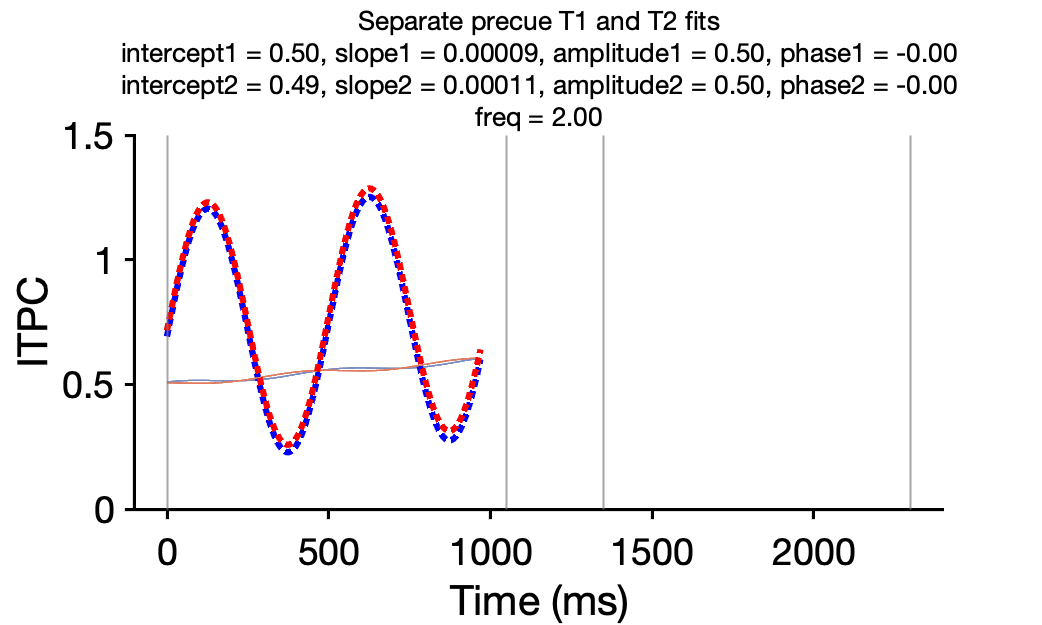 Separate precue T1 and T2 fits
intercept1 = 0.50, slope1 = 0.00009, amplitude1 = 0.50, phase1 = -0.00
intercept2 = 0.49, slope2 = 0.00011, amplitude2 = 0.50, phase2 = -0.00
freq = 2.00
1.5
1
0.5
0
ITPC
0 500 1000 1500 2000
Time (ms)